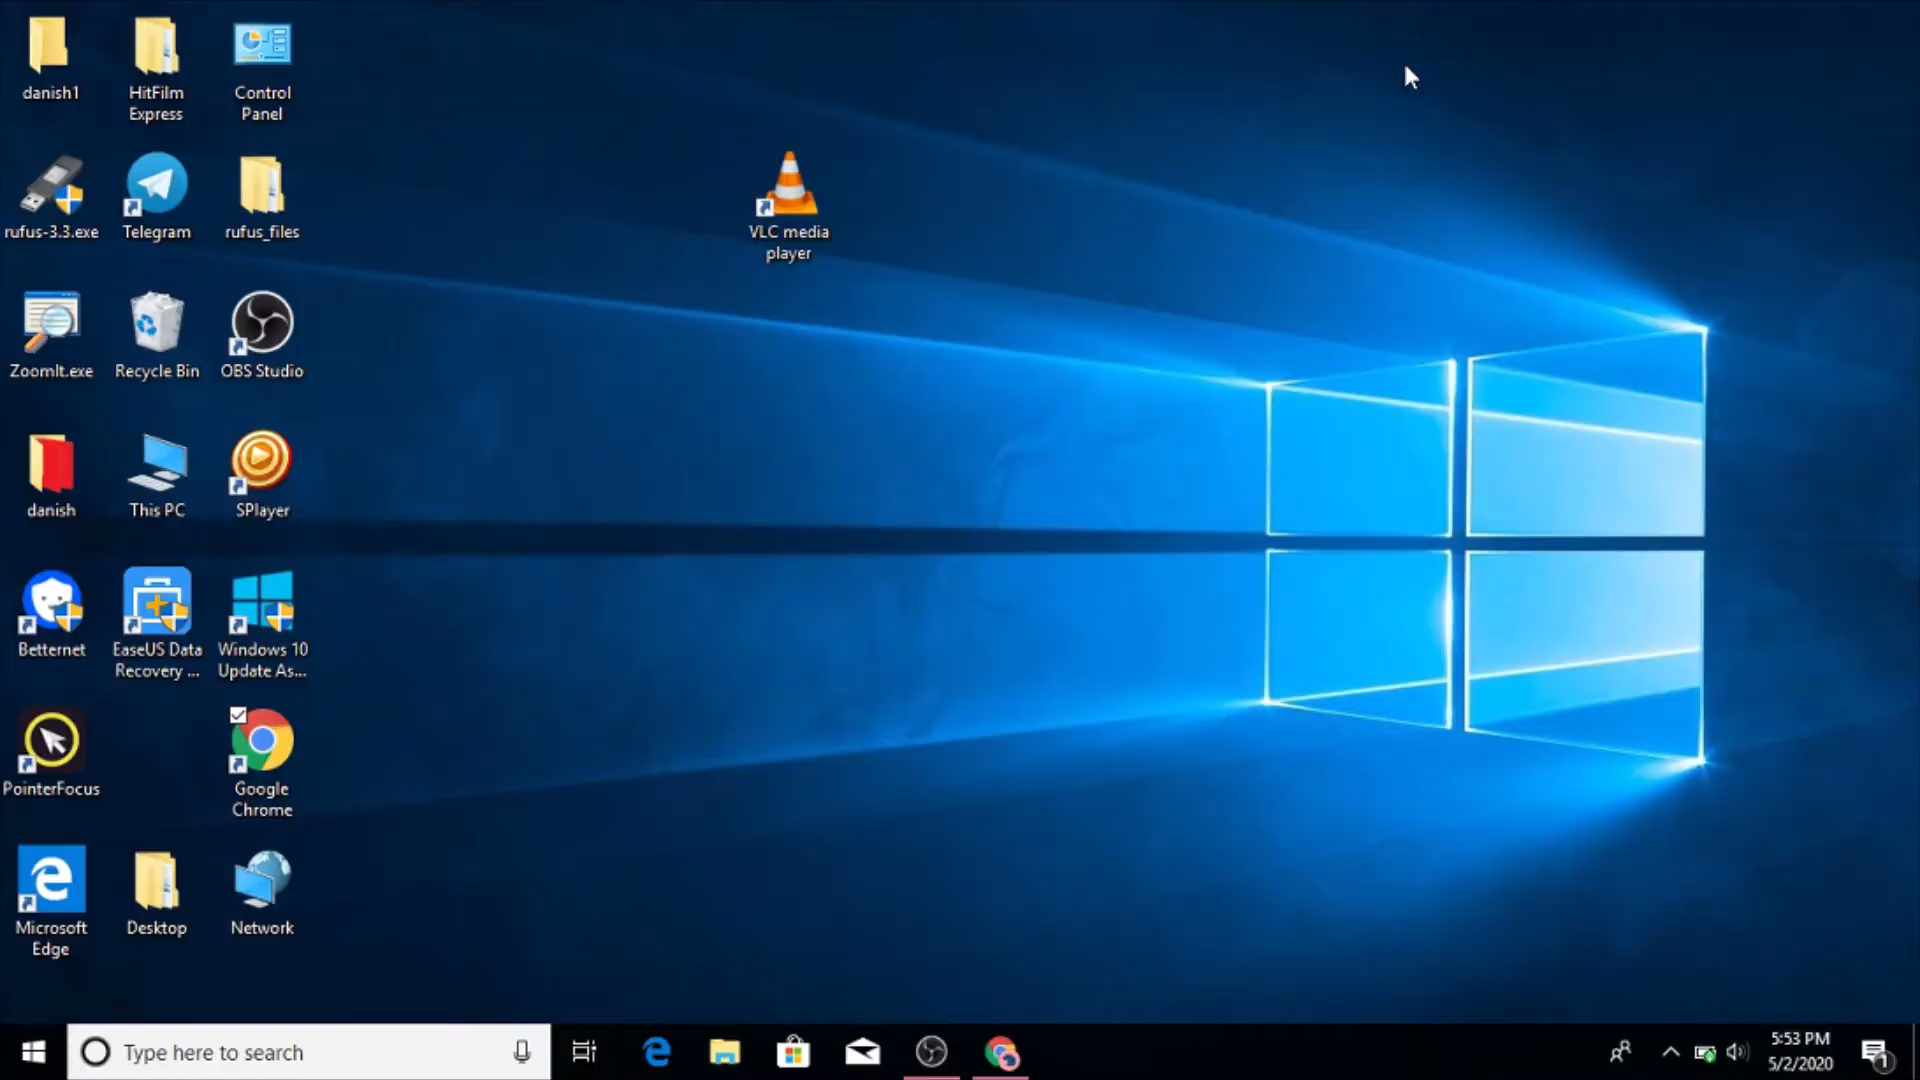 danish1
HitFilm
Express
Control
Panel
rufus-3.3.exe
Telegram
rufus_files
VLC media
player
ZoomIt.exe
Recycle Bin
OBS Studio
danish
This PC
SPlayer
Betternet
EaseUS Data
Recovery ...
Windows 10
Update As...
PointerFocus
Google
Chrome
Microsoft
Edge
Desktop
Network
Type here to search
5:53 PM
5/2/2020
1